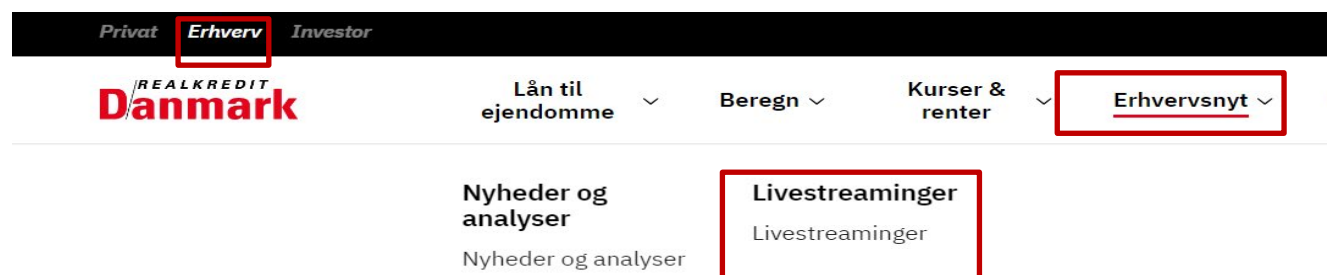 Privat Erhverv Investor
REALKREDIT
Danmark
Lån til
ejendomme
Beregn
Kurser &
renter
Erhvervsnyt
Nyheder og
analyser
Nyheder og analyser
Livestreaminger
Livestreaminger